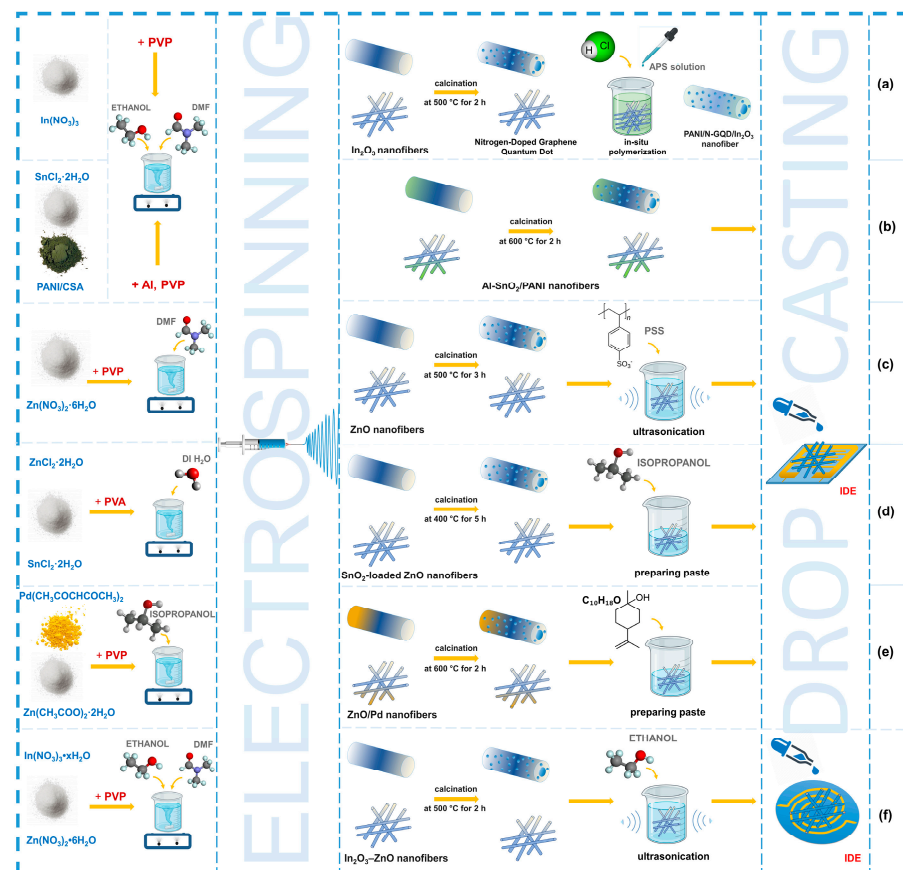 + PVP
In(NO3)3
ETHANOL
DMF
SnCl2·2H2O
PANI/CSA
+ Al, PVP
ELECTROSPINNING
calcination
at 500 °C for 2 h
In2O3 nanofibers
Nitrogen-Doped Graphene
Quantum Dot
H
Cl
APS solution
in-situ
polymerization
PANI/N-GQD/In2O3
nanofiber
(a)
calcination
at 600 °C for 2 h
Al-SnO2/PANI nanofibers
(b)
DROP CASTING
DMF
+ PVP
Zn(NO3)2·6H2O
calcination
at 500 °C for 3 h
ZnO nanofibers
n
SO3-
PSS
ultrasonication
(c)
ZnCl2·2H2O
DI H2O
+ PVA
SnCl2·2H2O
calcination
at 400 °C for 5 h
SnO2-loaded ZnO nanofibers
ISOPROPANOL
preparing paste
IDE
(d)
Pd(CH3COCHCOCH3)2
ISOPROPANOL
+ PVP
Zn(CH3COO)2·2H2O
calcination
at 600 °C for 2 h
ZnO/Pd nanofibers
C10H18O
OH
preparing paste
(e)
In(NO3)3•xH2O
ETHANOL
DMF
+ PVP
Zn(NO3)2•6H2O
calcination
at 500 °C for 2 h
In2O3–ZnO nanofibers
ETHANOL
ultrasonication
IDE
(f)